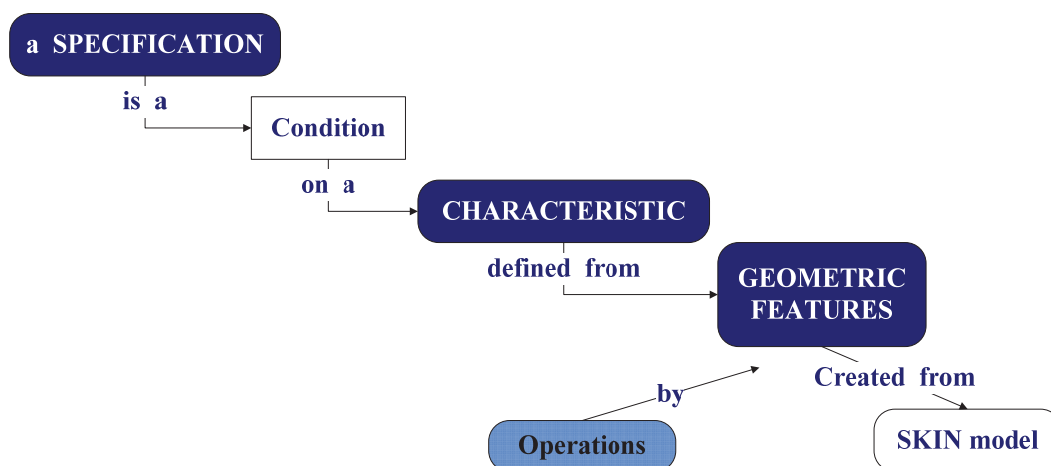 a SPECIFICATION
is a
Condition
on a
CHARACTERISTIC
defined from
GEOMETRIC
FEATURES
Created from
by
SKIN model
Operations